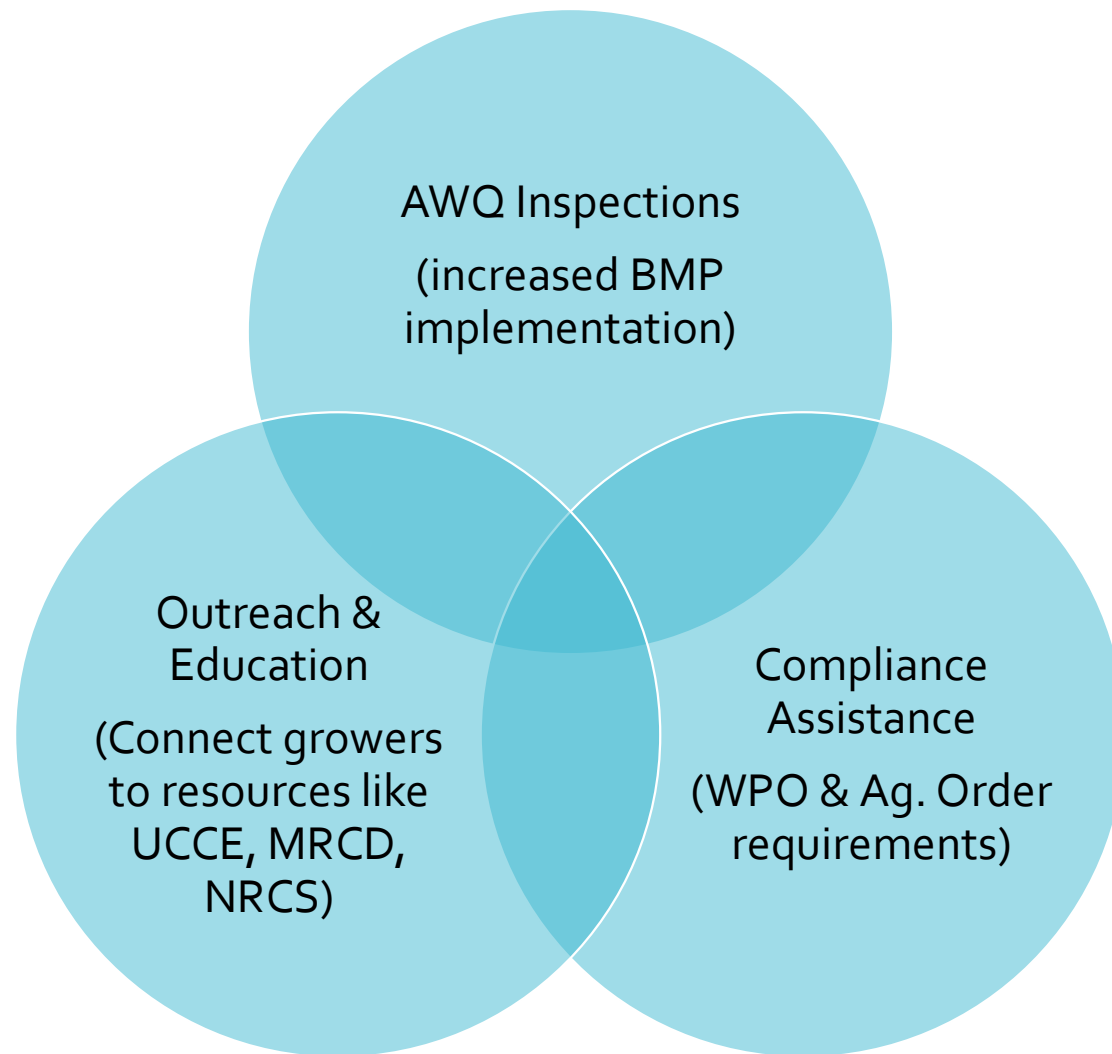 AWQ Inspections
(increased BMP
implementation)
Outreach &
Education
(Connect growers
to resources like
UCCE, MRCD,
NRCS)
Compliance
Assistance
(WPO & Ag. Order
requirements)